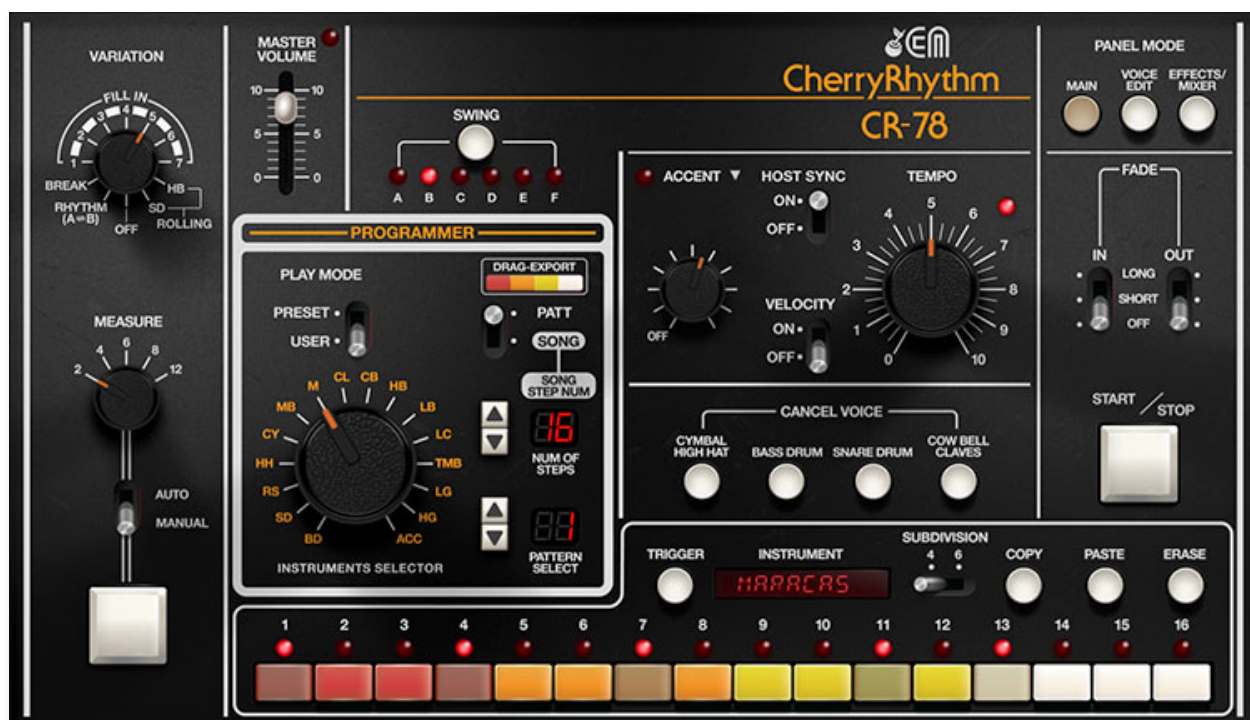 VARIATION
FILL IN
1 2 3 4 5 6 7
BREAK
RHYTHM
(A⇌B)
OFF
HB
SD
ROLLING
MEASURE
2 4 6 8 12
AUTO
MANUAL
MASTER
VOLUME
10 10
5 5
0 0
SWING
A B C D E F
EM
CherryRhythm
CR-78
PANEL MODE
MAIN
VOICE
EDIT
EFFECTS/
MIXER
PROGRAMMER
PLAY MODE
PRESET
USER
DRAG-EXPORT
PATT
SONG
SONG
STEP NUM
BD SD RS HH CY MB M CL CB HB LB LC TMB LG HG ACC
INSTRUMENTS SELECTOR
16
NUM OF
STEPS
1
PATTERN
SELECT
ACCENT ▼
OFF
HOST SYNC
ON
OFF
VELOCITY
ON
OFF
TEMPO
0 1 2 3 4 5 6 7 8 9 10
FADE
IN OUT
LONG
SHORT
OFF
CANCEL VOICE
CYMBAL
HIGH HAT
BASS DRUM
SNARE DRUM
COW BELL
CLAVES
START / STOP
TRIGGER
INSTRUMENT
MARACAS
SUBDIVISION
4 6
COPY
PASTE
ERASE
1 2 3 4 5 6 7 8 9 10 11 12 13 14 15 16